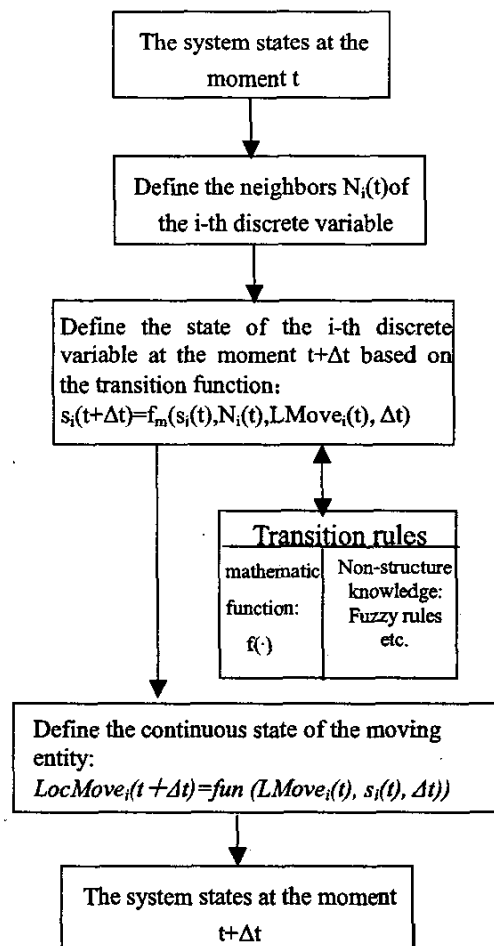 The system states at the
moment t
Define the neighbors Nᵢ(t)of
the i-th discrete variable
Define the state of the i-th discrete
variable at the moment t+Δt based on
the transition function:
sᵢ(t+Δt)=fₘ(sᵢ(t),Nᵢ(t),LMoveᵢ(t), Δt)
Transition rules
mathematic
function:
f(·)
Non-structure
knowledge:
Fuzzy rules
etc.
Define the continuous state of the moving
entity:
LocMoveᵢ(t+Δt)=fun (LMoveᵢ(t), sᵢ(t), Δt))
The system states at the moment
t+Δt